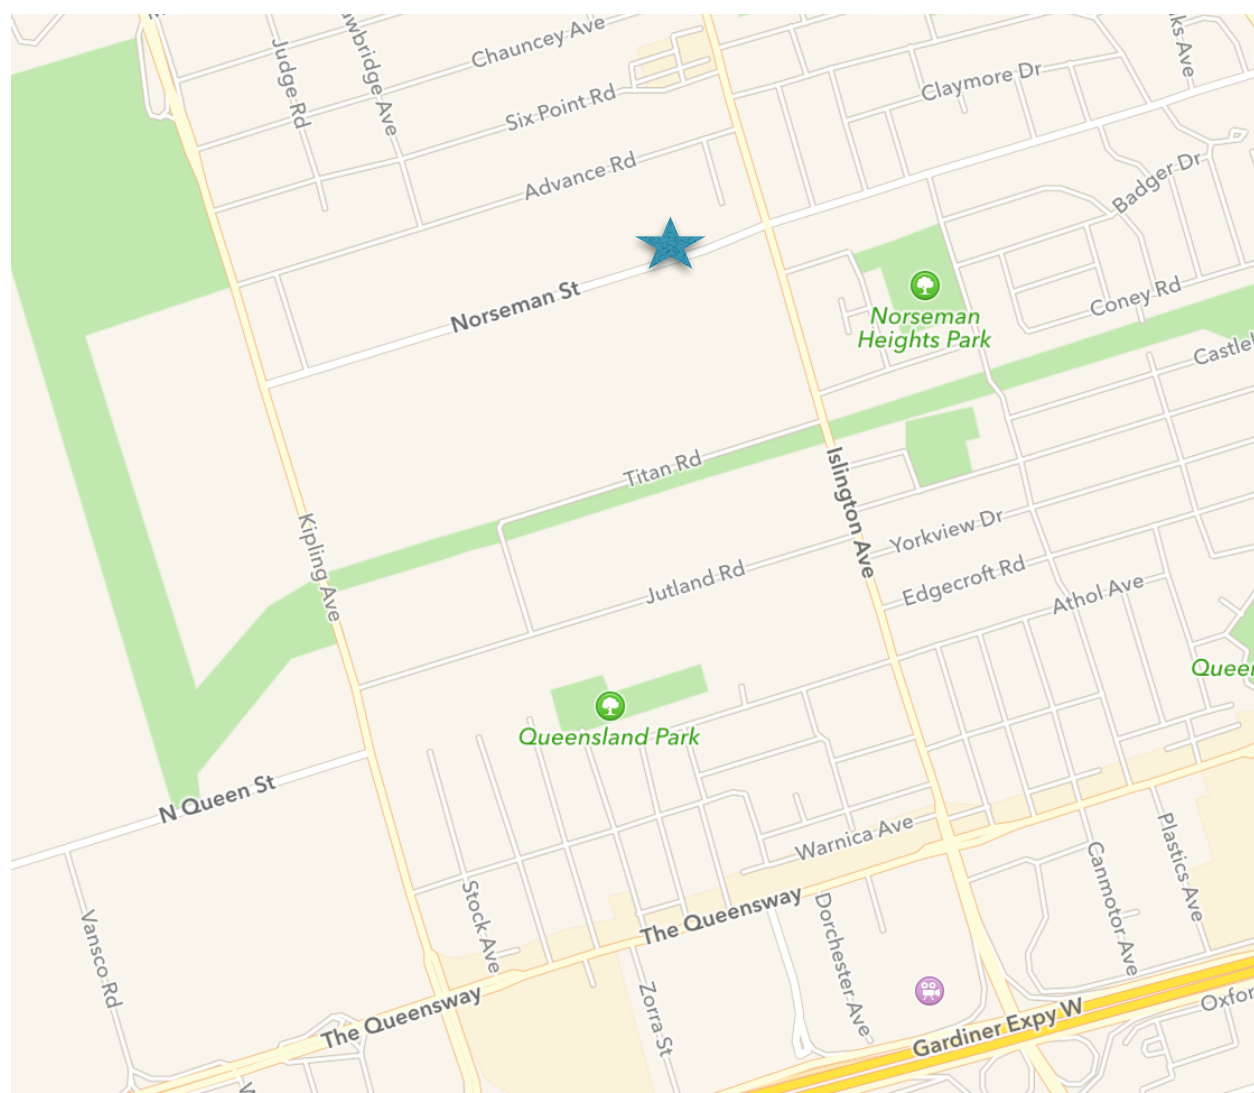 Chauncey Ave
Judge Rd
Six Point Rd
Claymore Dr
Advance Rd
Badger Dr
Norseman St
Norseman
Heights Park
Coney Rd
Titan Rd
Islington Ave
Kipling Ave
Yorkview Dr
Jutland Rd
Edgecroft Rd
Athol Ave
Queensland Park
N Queen St
Warnica Ave
Plastics Ave
Canmotor Ave
Stock Ave
The Queensway
Dorchester Ave
Vansco Rd
Zorra St
The Queensway
Gardiner Expy W